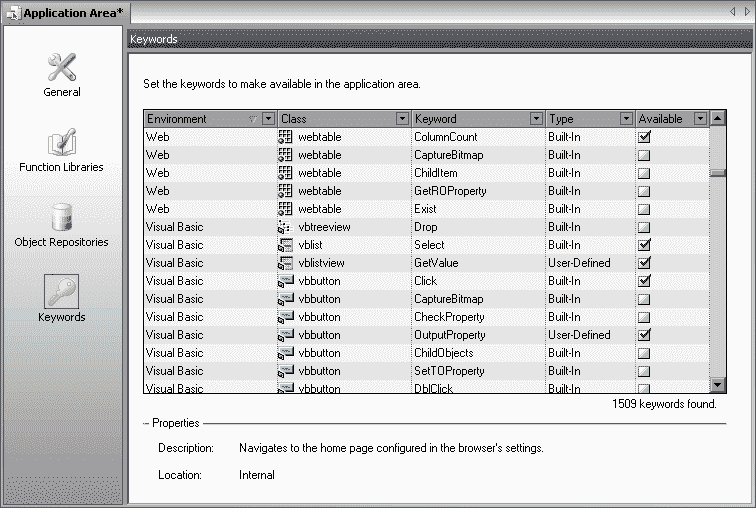 Application Area*
General
Function Libraries
Object Repositories
Keywords
Keywords
Set the keywords to make available in the application area.
Environment Class Keyword Type Available
Web webtable ColumnCount Built-In
Web webtable CaptureBitmap Built-In
Web webtable ChildItem Built-In
Web webtable GetROProperty Built-In
Web webtable Exist Built-In
Visual Basic vbtreeview Drop Built-In
Visual Basic vblist Select Built-In
Visual Basic vblistview GetValue User-Defined
Visual Basic vbbutton Click Built-In
Visual Basic vbbutton CaptureBitmap Built-In
Visual Basic vbbutton CheckProperty Built-In
Visual Basic vbbutton OutputProperty User-Defined
Visual Basic vbbutton ChildObjects Built-In
Visual Basic vbbutton SetTOProperty Built-In
Visual Basic vbbutton DblClick Built-In
1509 keywords found.
Properties
Description: Navigates to the home page configured in the browser's settings.
Location: Internal